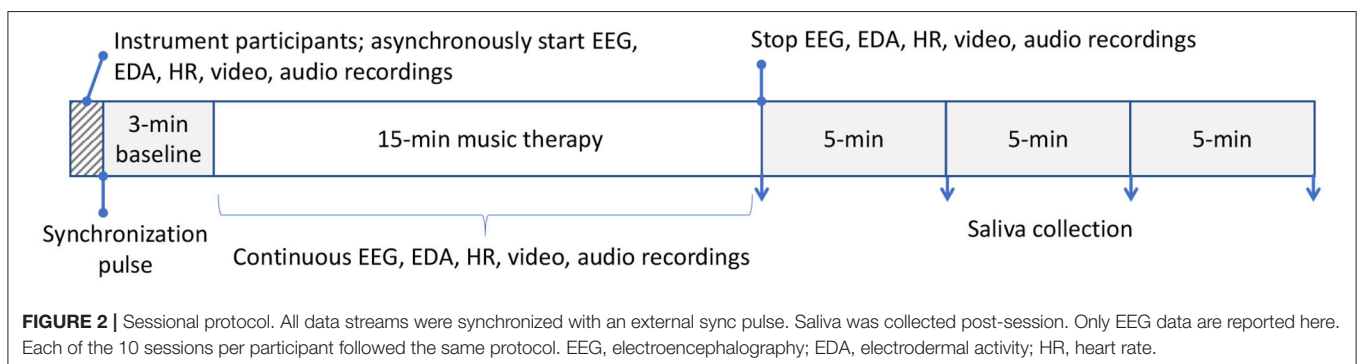 Instrument participants; asynchronously start EEG,
EDA, HR, video, audio recordings
Stop EEG, EDA, HR, video, audio recordings
3-min
baseline
15-min music therapy
5-min
5-min
5-min
Synchronization
pulse
Continuous EEG, EDA, HR, video, audio recordings
Saliva collection
FIGURE 2 | Sessional protocol. All data streams were synchronized with an external sync pulse. Saliva was collected post-session. Only EEG data are reported here.
Each of the 10 sessions per participant followed the same protocol. EEG, electroencephalography; EDA, electrodermal activity; HR, heart rate.